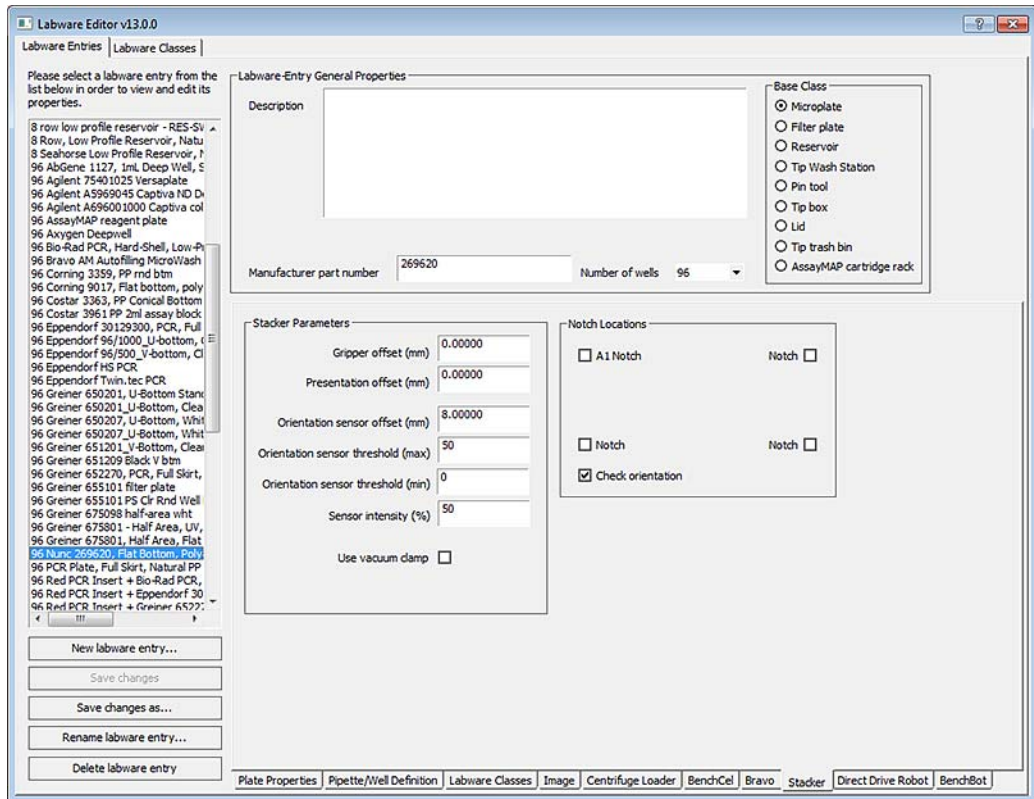 Labware Editor v13.0.0
Labware Entries
Labware Classes
Please select a labware entry from the
list below in order to view and edit its
properties.
8 row low profile reservoir - RES-SW
8 Row, Low Profile Reservoir, Natu
8 Seahorse Low Profile Reservoir,
96 AbGene 1127, 1mL Deep Well, S
96 Agilent 75401025 Versaplate
96 Agilent A5969045 Captiva ND D
96 Agilent A696001000 Captiva col
96 AssayMAP reagent plate
96 Axygen Deepwell
96 Bio-Rad PCR, Hard-Shell, Low-P
96 Bravo AM Autofilling MicroWash
96 Corning 3359, PP rnd btm
96 Corning 9017, Flat bottom, poly
96 Costar 3363, PP Conical Bottom
96 Costar 3961 PP 2ml assay block
96 Eppendorf 30129300, PCR, Full
96 Eppendorf 96/1000_U-bottom,
96 Eppendorf 96/500_V-bottom, Cl
96 Eppendorf HS PCR
96 Eppendorf Twin.tec PCR
96 Greiner 650201, U-Bottom Stand
96 Greiner 650201_U-Bottom, Clea
96 Greiner 650207, U-Bottom, Whit
96 Greiner 650207_U-Bottom, Whit
96 Greiner 651201_V-Bottom, Clear
96 Greiner 651209 Black V btm
96 Greiner 652270, PCR, Full Skirt,
96 Greiner 655101 filter plate
96 Greiner 655101 PS Clr Rnd Well
96 Greiner 675098 half-area wht
96 Greiner 675801 - Half Area, UV,
96 Greiner 675801, Half Area, Flat
96 Nunc 269620, Flat Bottom, Poly
96 PCR Plate, Full Skirt, Natural PP
96 Red PCR Insert + Bio-Rad PCR,
96 Red PCR Insert + Eppendorf 30
96 Red PCR Insert + Greiner 65227
New labware entry...
Save changes
Save changes as...
Rename labware entry...
Delete labware entry
Labware-Entry General Properties
Description
Manufacturer part number
269620
Number of wells
96
Base Class
Microplate
Filter plate
Reservoir
Tip Wash Station
Pin tool
Tip box
Lid
Tip trash bin
AssayMAP cartridge rack
Stacker Parameters
Gripper offset (mm)
0.00000
Presentation offset (mm)
0.00000
Orientation sensor offset (mm)
8.00000
Orientation sensor threshold (max)
50
Orientation sensor threshold (min)
0
Sensor intensity (%)
50
Use vacuum clamp
Notch Locations
A1 Notch
Notch
Notch
Notch
Check orientation
Plate Properties
Pipette/Well Definition
Labware Classes
Image
Centrifuge Loader
BenchCel
Bravo
Stacker
Direct Drive Robot
BenchBot